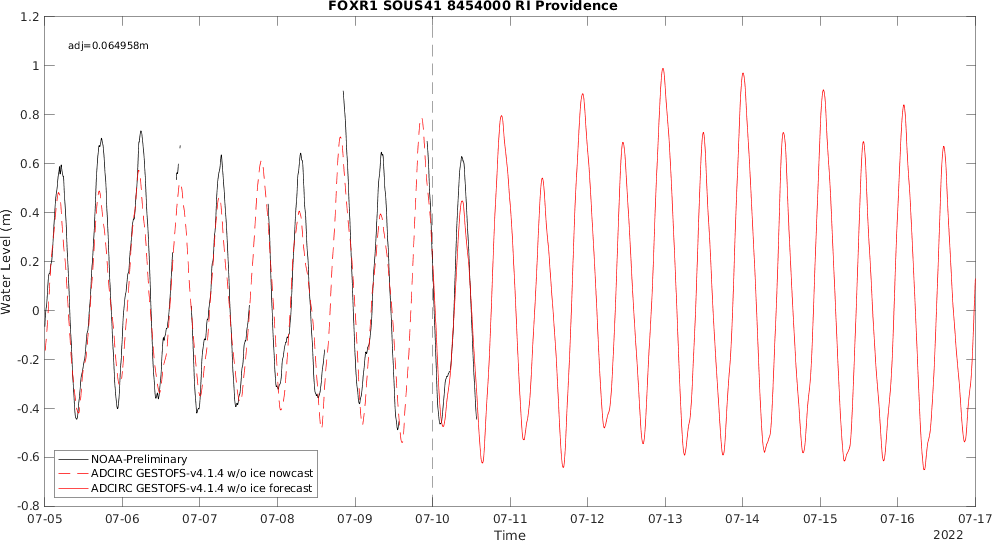 FOXR1 SOUS41 8454000 RI Providence
adj=0.064958m
1.2
1
0.8
0.6
0.4
0.2
0
-0.2
-0.4
-0.6
-0.8
Water Level (m)
NOAA-Preliminary
ADCIRC GESTOFS-v4.1.4 w/o ice nowcast
ADCIRC GESTOFS-v4.1.4 w/o ice forecast
07-05 07-06 07-07 07-08 07-09 07-10 07-11 07-12 07-13 07-14 07-15 07-16 07-17
Time
2022